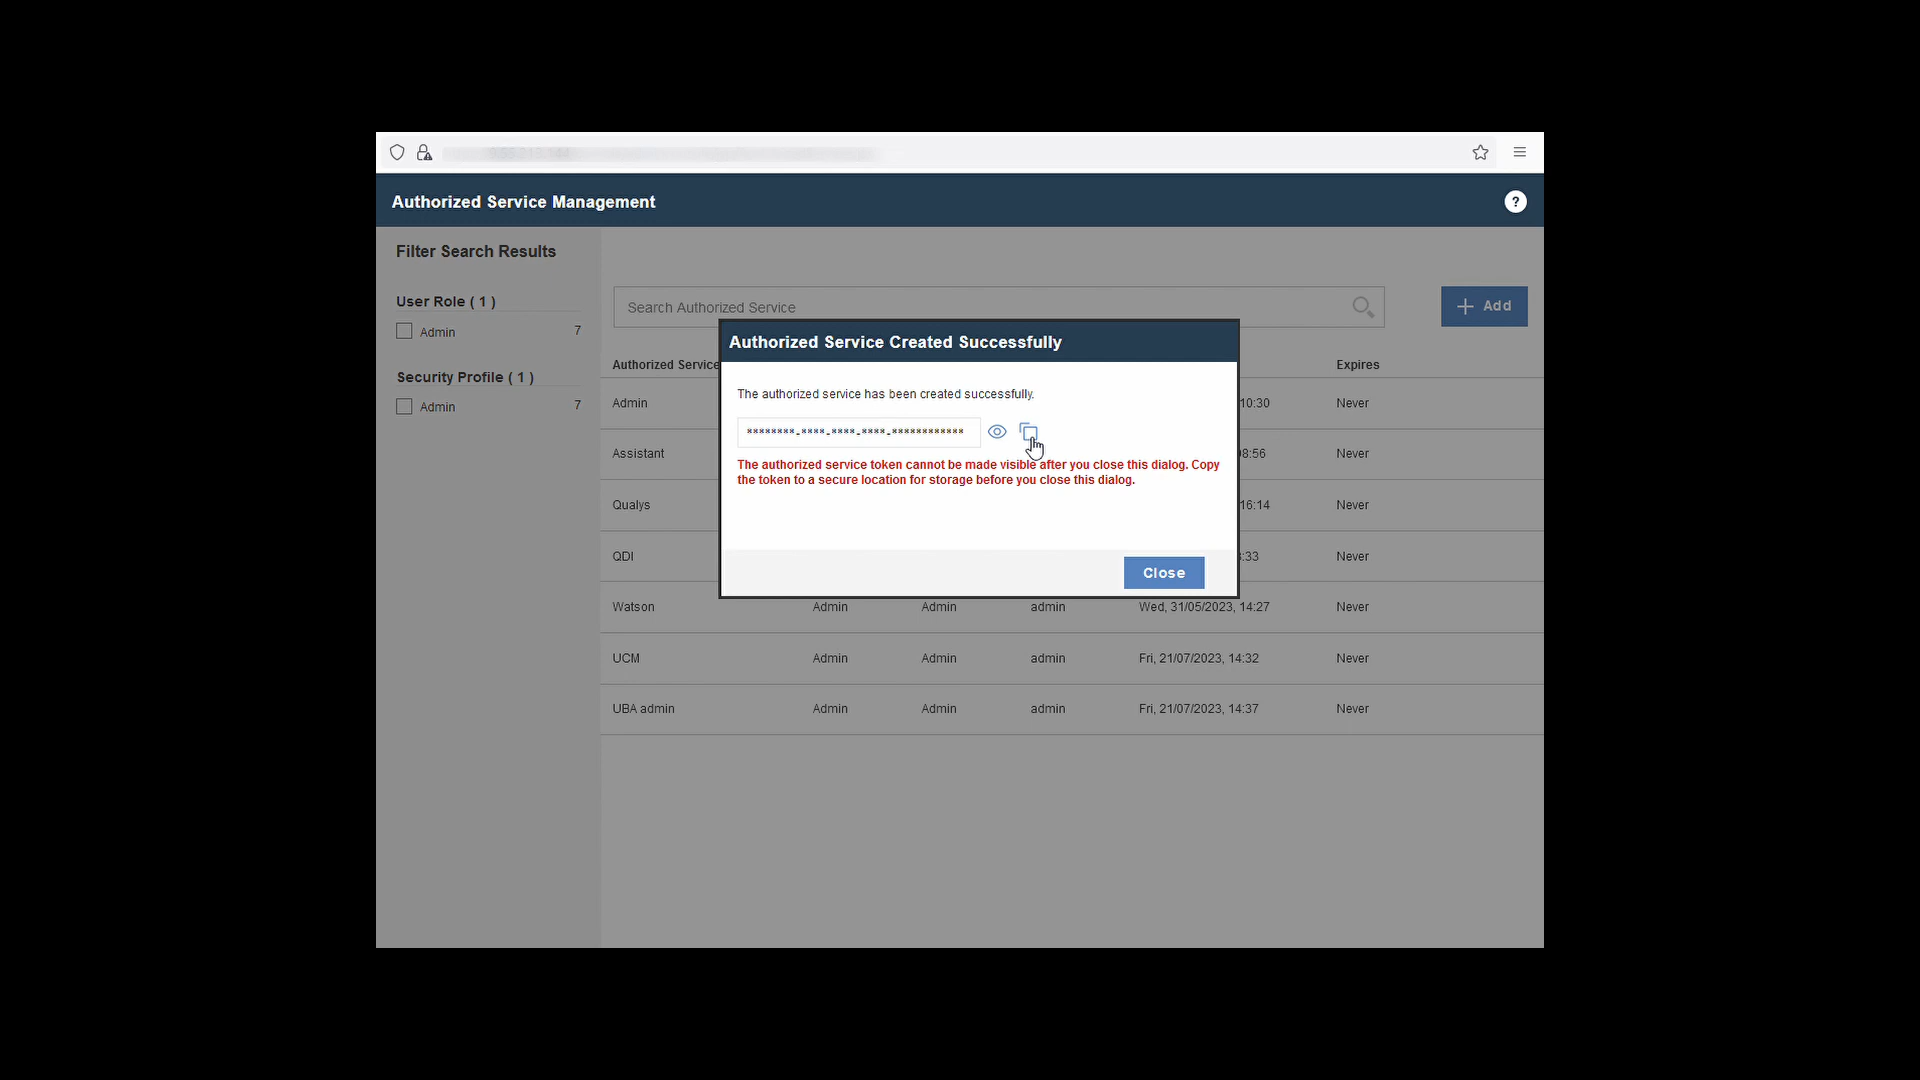 Authorized Service Management
?
Filter Search Results
User Role ( 1 )
Admin 7
Security Profile ( 1 )
Admin 7
Search Authorized Service
Add
Authorized Service Expires
Admin 10:30 Never
Assistant 8:56 Never
Qualys 16:14 Never
QDI :33 Never
Watson Admin Admin admin Wed, 31/05/2023, 14:27 Never
UCM Admin Admin admin Fri, 21/07/2023, 14:32 Never
UBA admin Admin Admin admin Fri, 21/07/2023, 14:37 Never
Authorized Service Created Successfully
The authorized service has been created successfully.
********-****-****-****-************
The authorized service token cannot be made visible after you close this dialog. Copy
the token to a secure location for storage before you close this dialog.
Close